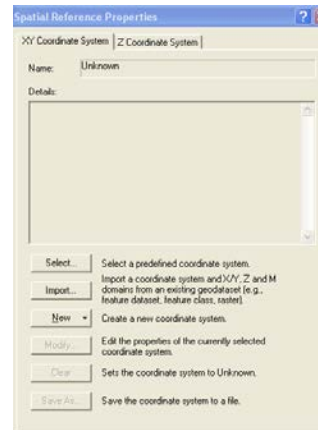 Spatial Reference Properties
?
XY Coordinate System
Z Coordinate System
Name:
Unknown
Details:
Select...
Select a predefined coordinate system.
Import...
Import a coordinate system and X/Y, Z and M
domains from an existing geodataset (e.g.,
feature dataset, feature class, raster).
New
Create a new coordinate system.
Modify...
Edit the properties of the currently selected
coordinate system.
Clear
Sets the coordinate system to Unknown.
Save As...
Save the coordinate system to a file.